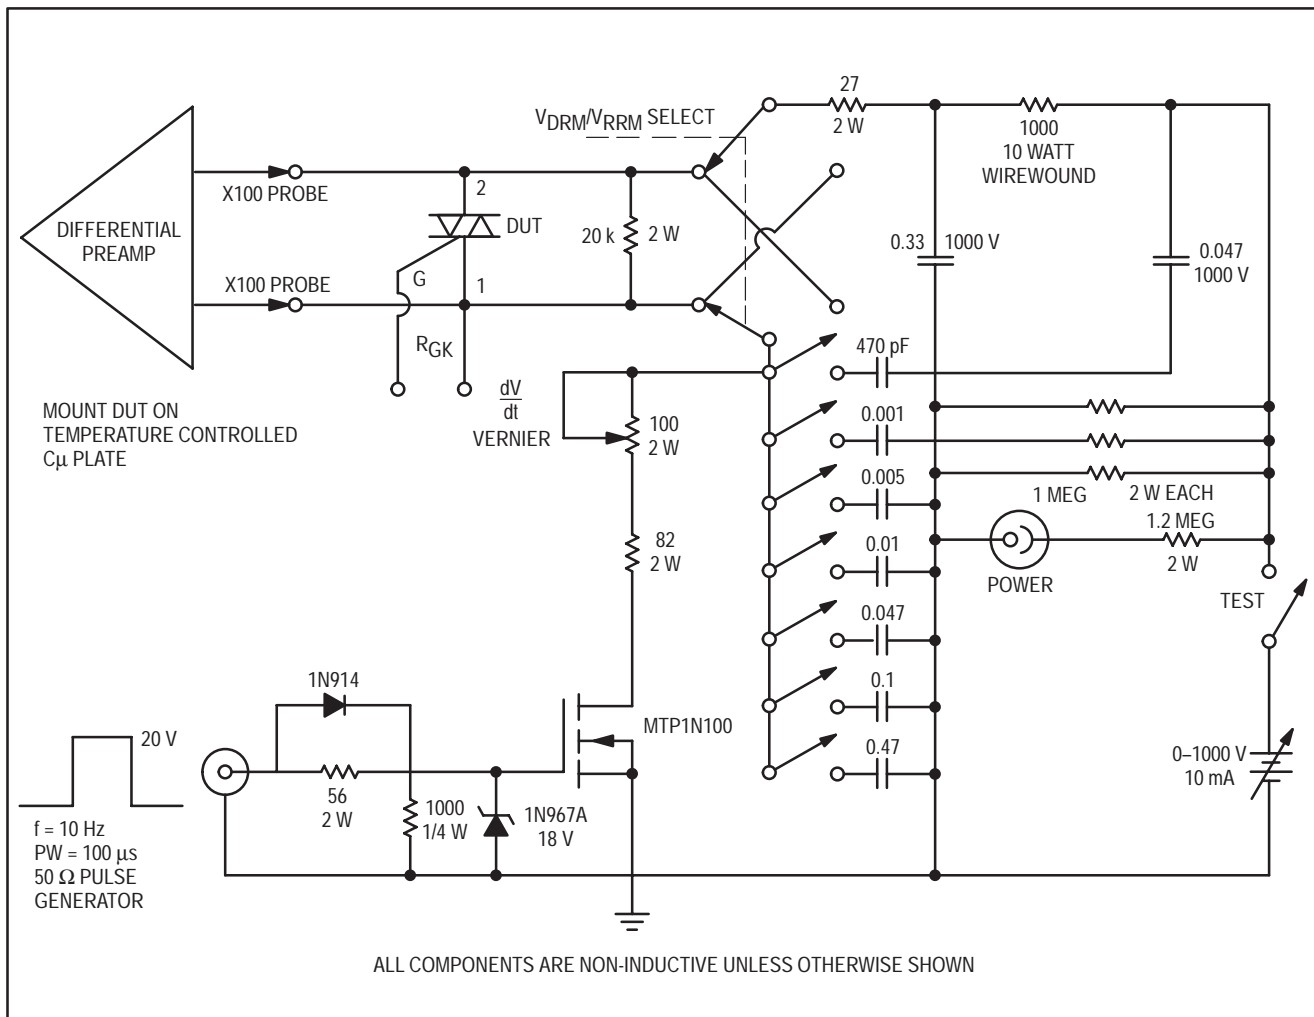 27
2 W
V_DRM/V_RRM SELECT
1000
10 WATT
WIREWOUND
X100 PROBE
2
DIFFERENTIAL
PREAMP
DUT
20 k
2 W
0.33
1000 V
0.047
1000 V
G
1
X100 PROBE
R_GK
470 pF
dV
dt
VERNIER
100
2 W
MOUNT DUT ON
TEMPERATURE CONTROLLED
Cμ PLATE
0.001
0.005
1 MEG
2 W EACH
1.2 MEG
2 W
82
2 W
0.01
POWER
TEST
0.047
1N914
0.1
MTP1N100
20 V
0.47
0–1000 V
10 mA
56
2 W
1000
1/4 W
1N967A
18 V
f = 10 Hz
PW = 100 μs
50 Ω PULSE
GENERATOR
ALL COMPONENTS ARE NON-INDUCTIVE UNLESS OTHERWISE SHOWN